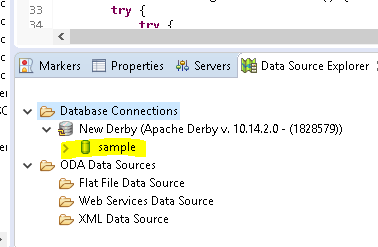 33 try {
34 try {
Markers Properties Servers Data Source Explorer
Database Connections
New Derby (Apache Derby v. 10.14.2.0 - (1828579))
sample
ODA Data Sources
Flat File Data Source
Web Services Data Source
XML Data Source